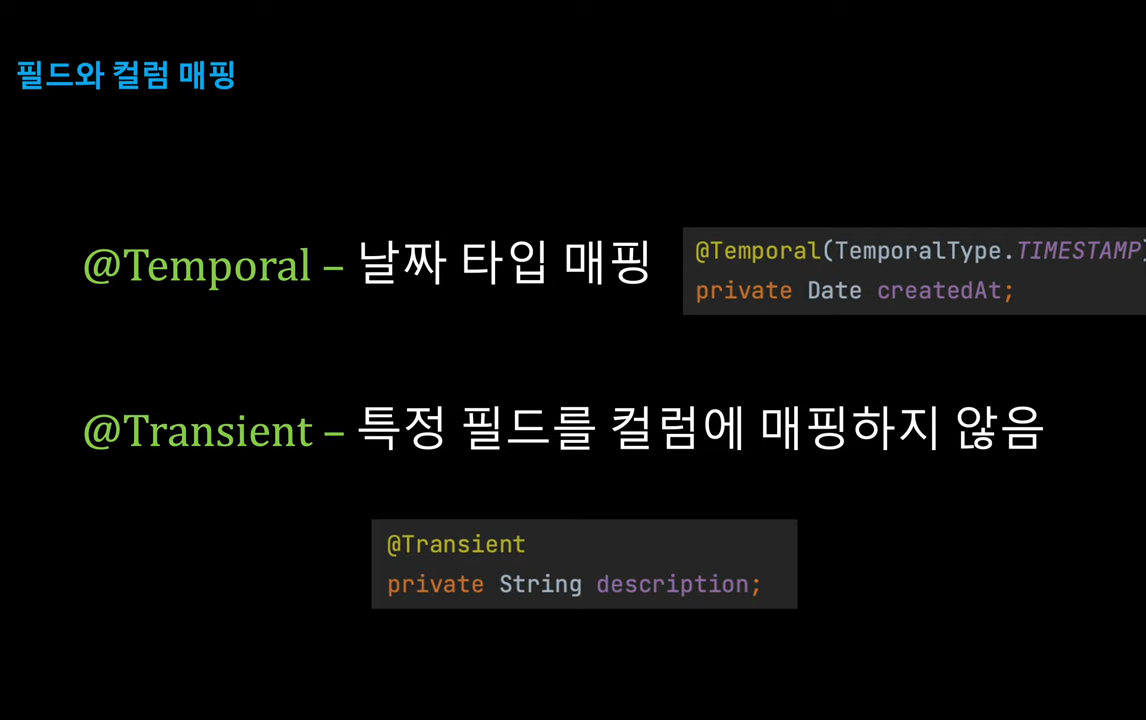 필드와 컬럼 매핑
@Temporal – 날짜 타입 매핑
@Temporal(TemporalType.TIMESTAMP)
private Date createdAt;
@Transient – 특정 필드를 컬럼에 매핑하지 않음
@Transient
private String description;